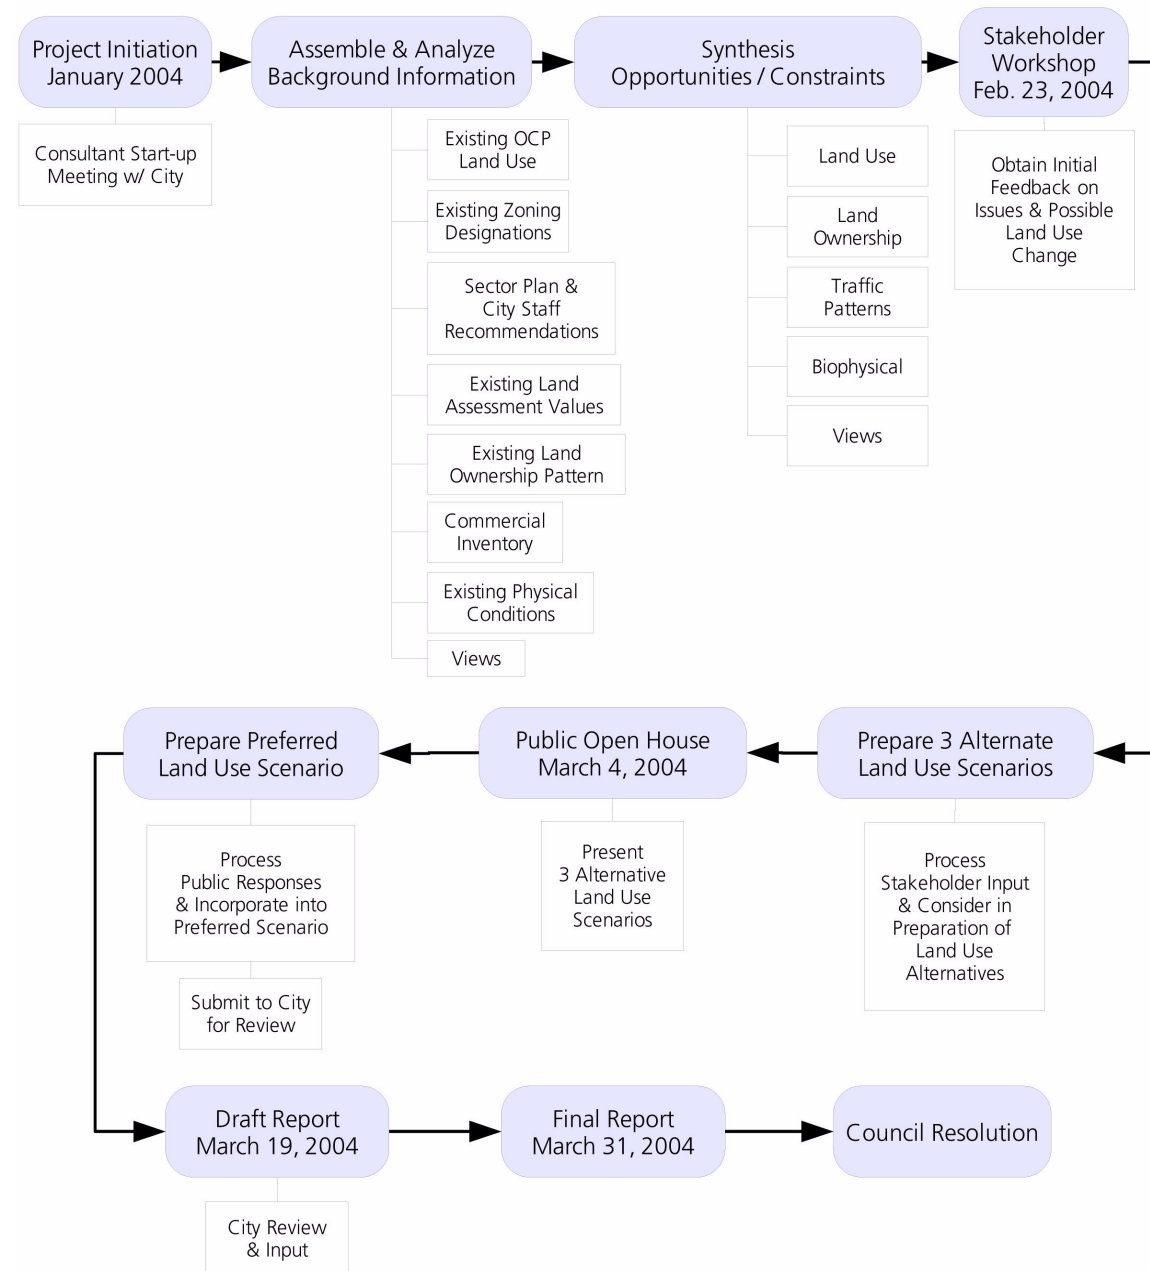 Project Initiation
January 2004
Consultant Start-up
Meeting w/ City
Assemble & Analyze
Background Information
Existing OCP
Land Use
Existing Zoning
Designations
Sector Plan &
City Staff
Recommendations
Existing Land
Assessment Values
Existing Land
Ownership Pattern
Commercial
Inventory
Existing Physical
Conditions
Views
Synthesis
Opportunities / Constraints
Land Use
Land
Ownership
Traffic
Patterns
Biophysical
Views
Stakeholder
Workshop
Feb. 23, 2004
Obtain Initial
Feedback on
Issues & Possible
Land Use
Change
Prepare 3 Alternate
Land Use Scenarios
Process
Stakeholder Input
& Consider in
Preparation of
Land Use
Alternatives
Public Open House
March 4, 2004
Present
3 Alternative
Land Use
Scenarios
Prepare Preferred
Land Use Scenario
Process
Public Responses
& Incorporate into
Preferred Scenario
Submit to City
for Review
Draft Report
March 19, 2004
City Review
& Input
Final Report
March 31, 2004
Council Resolution